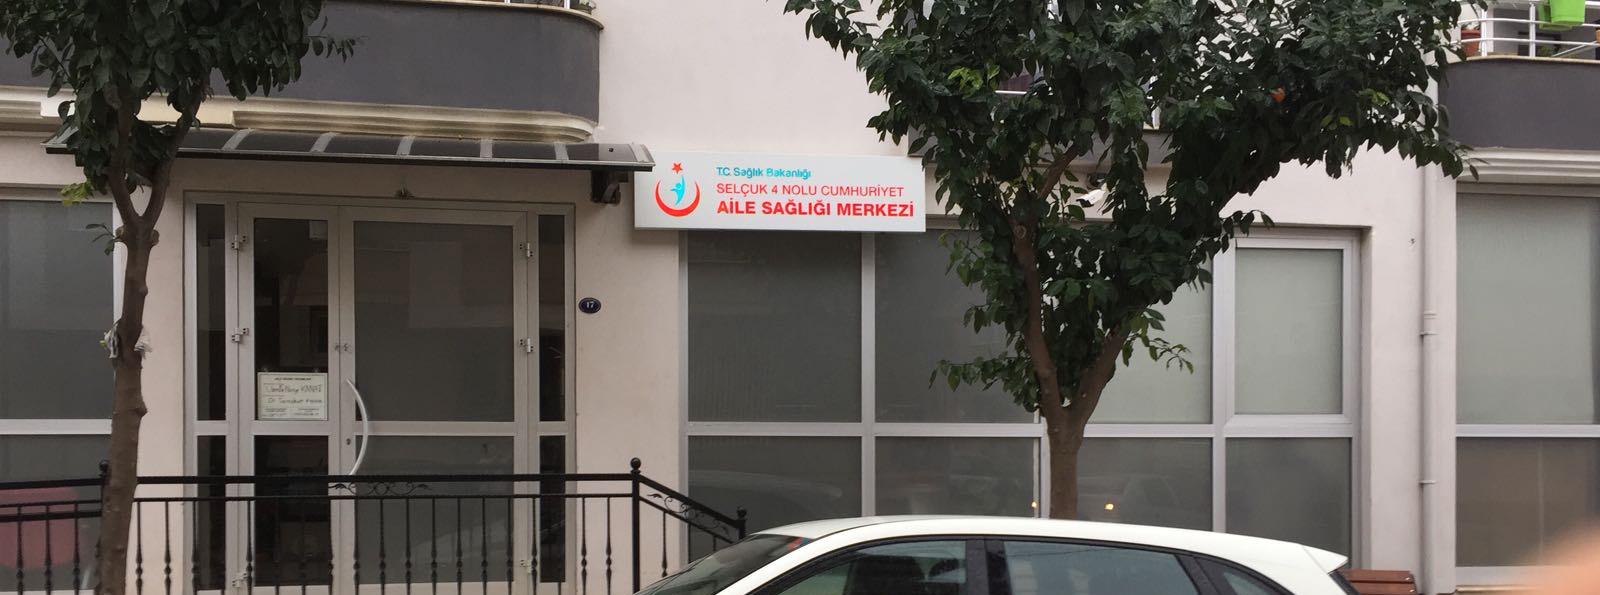 T.C. Sağlık Bakanlığı
SELÇUK 4 NOLU CUMHURİYET
AİLE SAĞLIĞI MERKEZİ
17